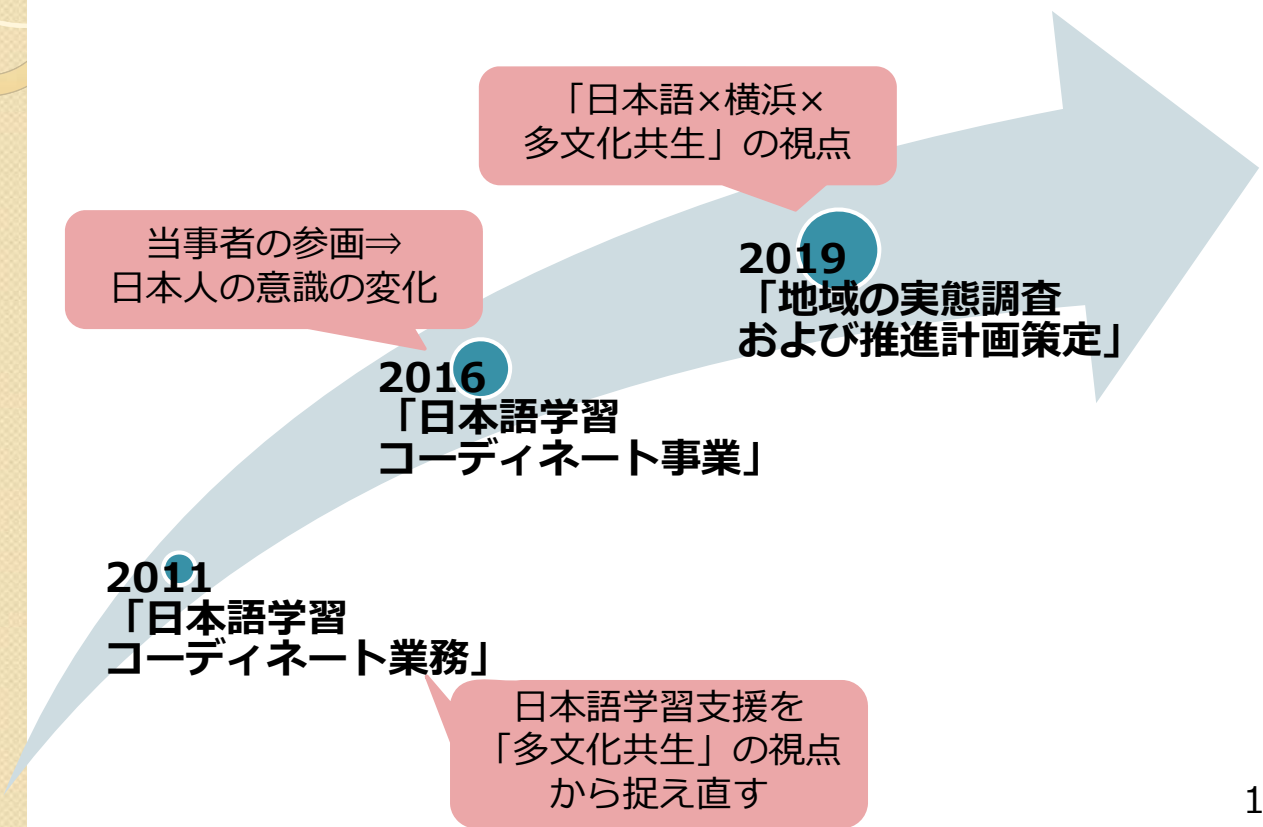 「日本語×横浜×
多文化共生」の視点
当事者の参画⇒
日本人の意識の変化
2019
「地域の実態調査
および推進計画策定」
2016
「日本語学習
コーディネート事業」
2011
「日本語学習
コーディネート業務」
日本語学習支援を
「多文化共生」の視点
から捉え直す
1